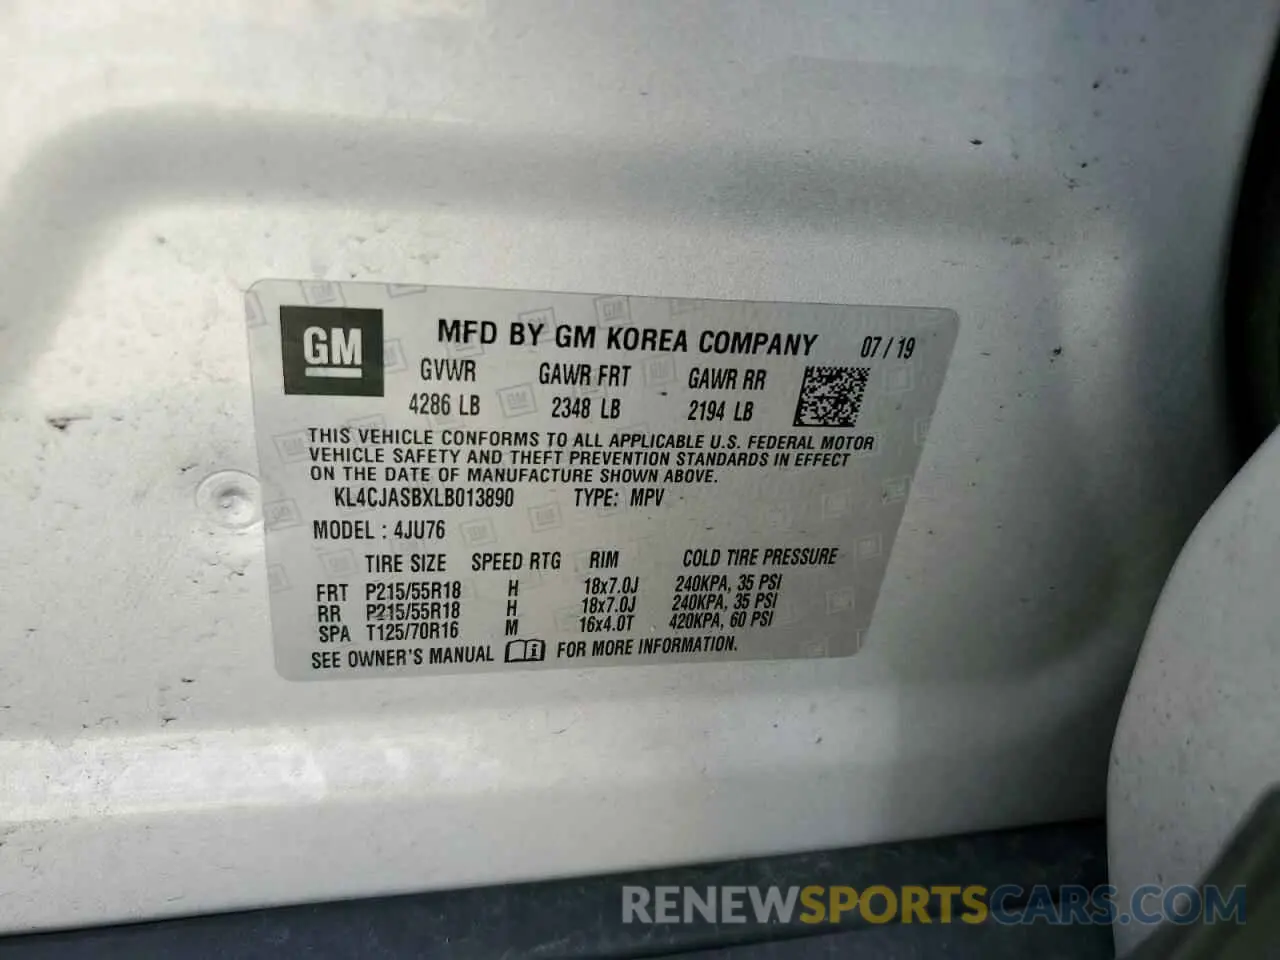 GM
MFD BY GM KOREA COMPANY 07/19
GVWR GAWR FRT GAWR RR
4286 LB 2348 LB 2194 LB
THIS VEHICLE CONFORMS TO ALL APPLICABLE U.S. FEDERAL MOTOR
VEHICLE SAFETY AND THEFT PREVENTION STANDARDS IN EFFECT
ON THE DATE OF MANUFACTURE SHOWN ABOVE.
KL4CJASBXLB013890 TYPE: MPV
MODEL : 4JU76
TIRE SIZE SPEED RTG RIM COLD TIRE PRESSURE
FRT P215/55R18 H 18x7.0J 240KPA, 35 PSI
RR P215/55R18 H 18x7.0J 240KPA, 35 PSI
SPA T125/70R16 M 16x4.0T 420KPA, 60 PSI
SEE OWNER'S MANUAL FOR MORE INFORMATION.
RENEWSPORTSCARS.COM